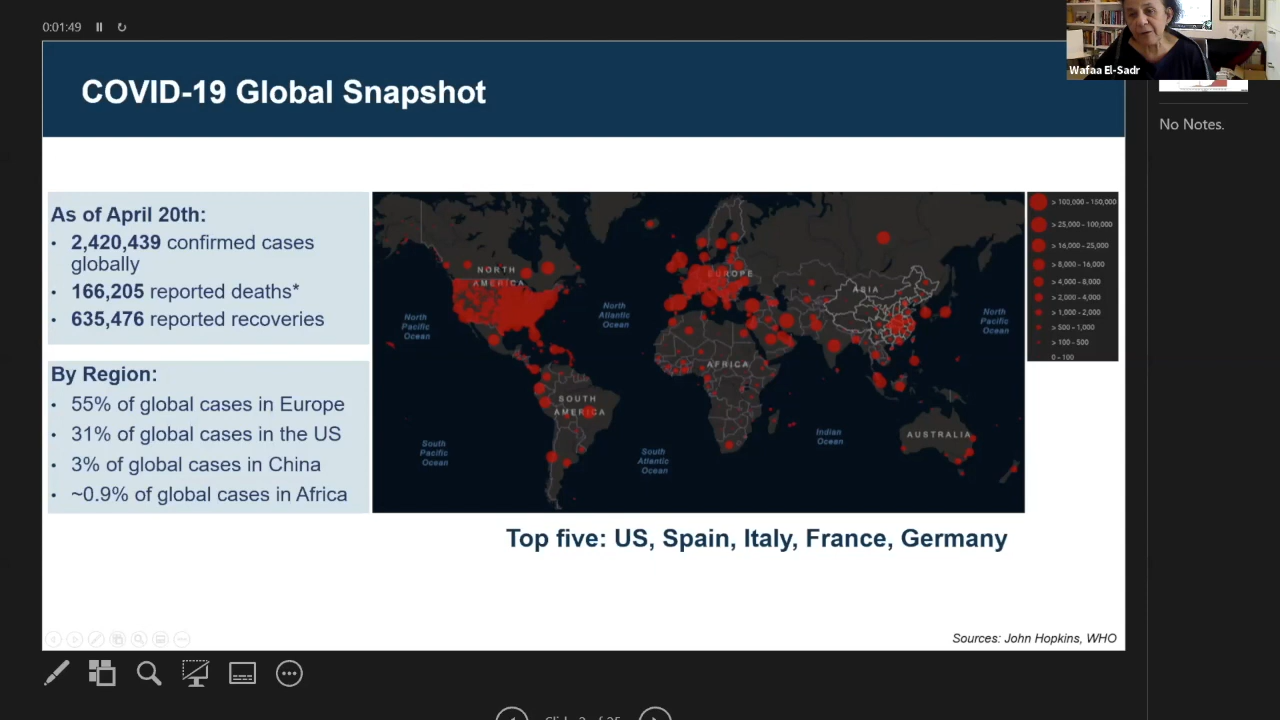 0:01:49
Wafaa El-Sadr
COVID-19 Global Snapshot
No Notes.
As of April 20th:
• 2,420,439 confirmed cases
globally
• 166,205 reported deaths*
• 635,476 reported recoveries
By Region:
• 55% of global cases in Europe
• 31% of global cases in the US
• 3% of global cases in China
• ~0.9% of global cases in Africa
NORTH
AMERICA
EUROPE
ASIA
North
Pacific
Ocean
North
Atlantic
Ocean
North
Pacific
Ocean
AFRICA
SOUTH
AMERICA
South
Pacific
Ocean
South
Atlantic
Ocean
Indian
Ocean
AUSTRALIA
> 100,000 - 150,000
> 25,000 - 100,000
> 16,000 - 25,000
> 8,000 - 16,000
> 4,000 - 8,000
> 2,000 - 4,000
> 1,000 - 2,000
> 500 - 1,000
> 100 - 500
0 - 100
Top five: US, Spain, Italy, France, Germany
Sources: John Hopkins, WHO